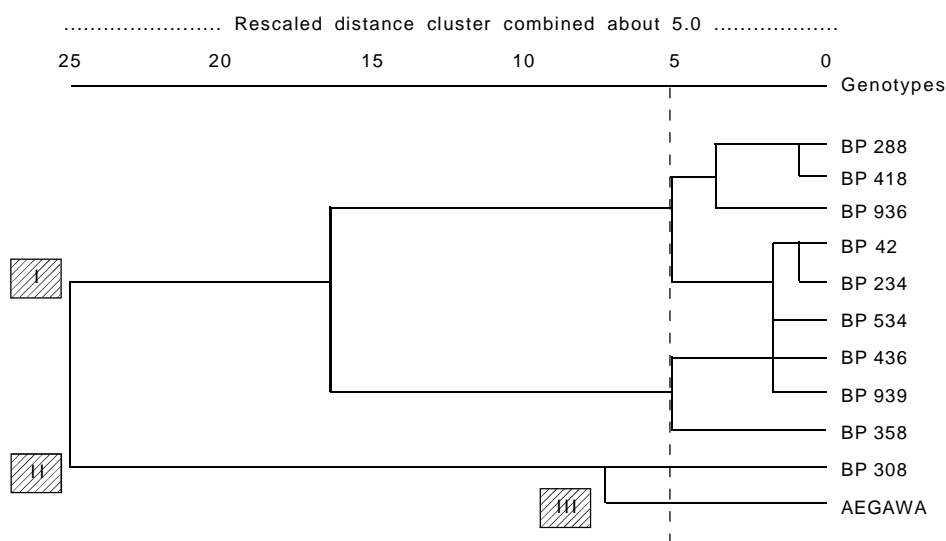 ....................... Rescaled distance cluster combined about 5.0 ..................
25 20 15 10 5 0
Genotypes
BP 288
BP 418
BP 936
BP 42
I
BP 234
BP 534
BP 436
BP 939
BP 358
II
BP 308
III
AEGAWA